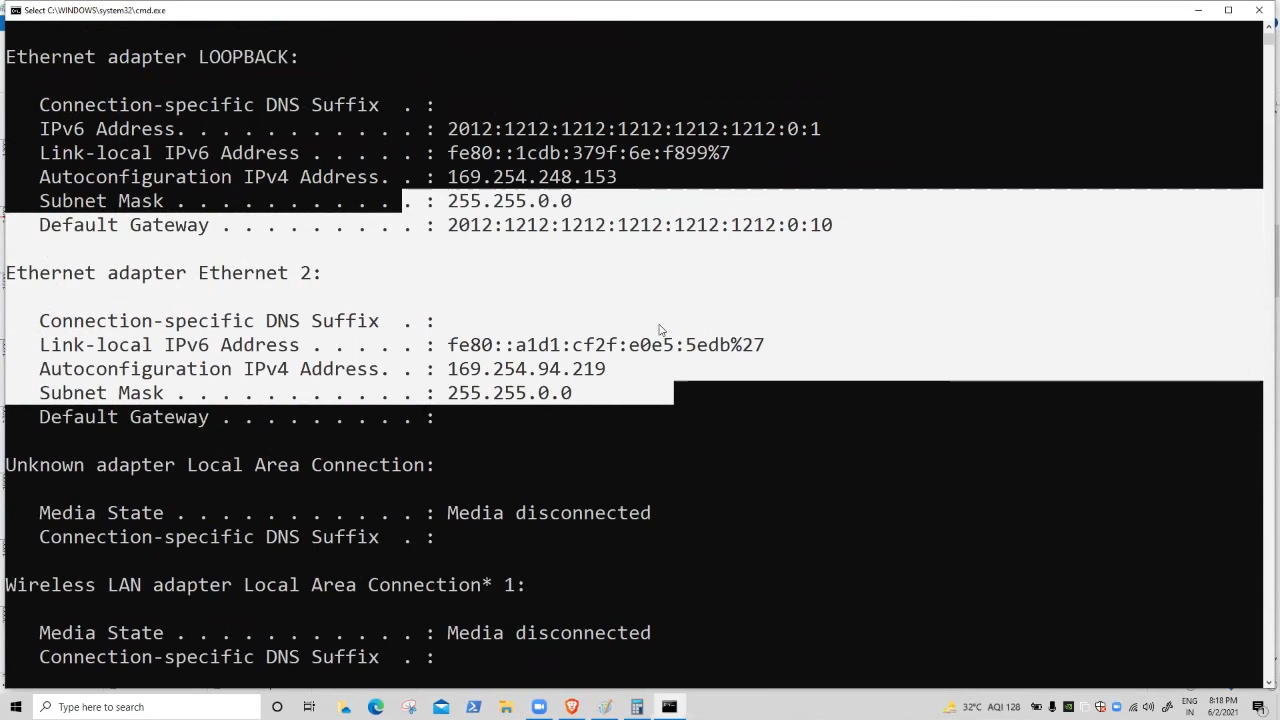 Select C:\WINDOWS\system32\cmd.exe
Ethernet adapter LOOPBACK:
Connection-specific DNS Suffix . :
IPv6 Address. . . . . . . . . . . : 2012:1212:1212:1212:1212:1212:0:1
Link-local IPv6 Address . . . . . : fe80::1cdb:379f:6e:f899%7
Autoconfiguration IPv4 Address. . : 169.254.248.153
Subnet Mask . . . . . . . . . . . : 255.255.0.0
Default Gateway . . . . . . . . . : 2012:1212:1212:1212:1212:1212:0:10
Ethernet adapter Ethernet 2:
Connection-specific DNS Suffix . :
Link-local IPv6 Address . . . . . : fe80::a1d1:cf2f:e0e5:5edb%27
Autoconfiguration IPv4 Address. . : 169.254.94.219
Subnet Mask . . . . . . . . . . . : 255.255.0.0
Default Gateway . . . . . . . . . :
Unknown adapter Local Area Connection:
Media State . . . . . . . . . . . : Media disconnected
Connection-specific DNS Suffix . :
Wireless LAN adapter Local Area Connection* 1:
Media State . . . . . . . . . . . : Media disconnected
Connection-specific DNS Suffix . :
Type here to search
32°C AQI 128
ENG
IN
8:18 PM
6/2/2021